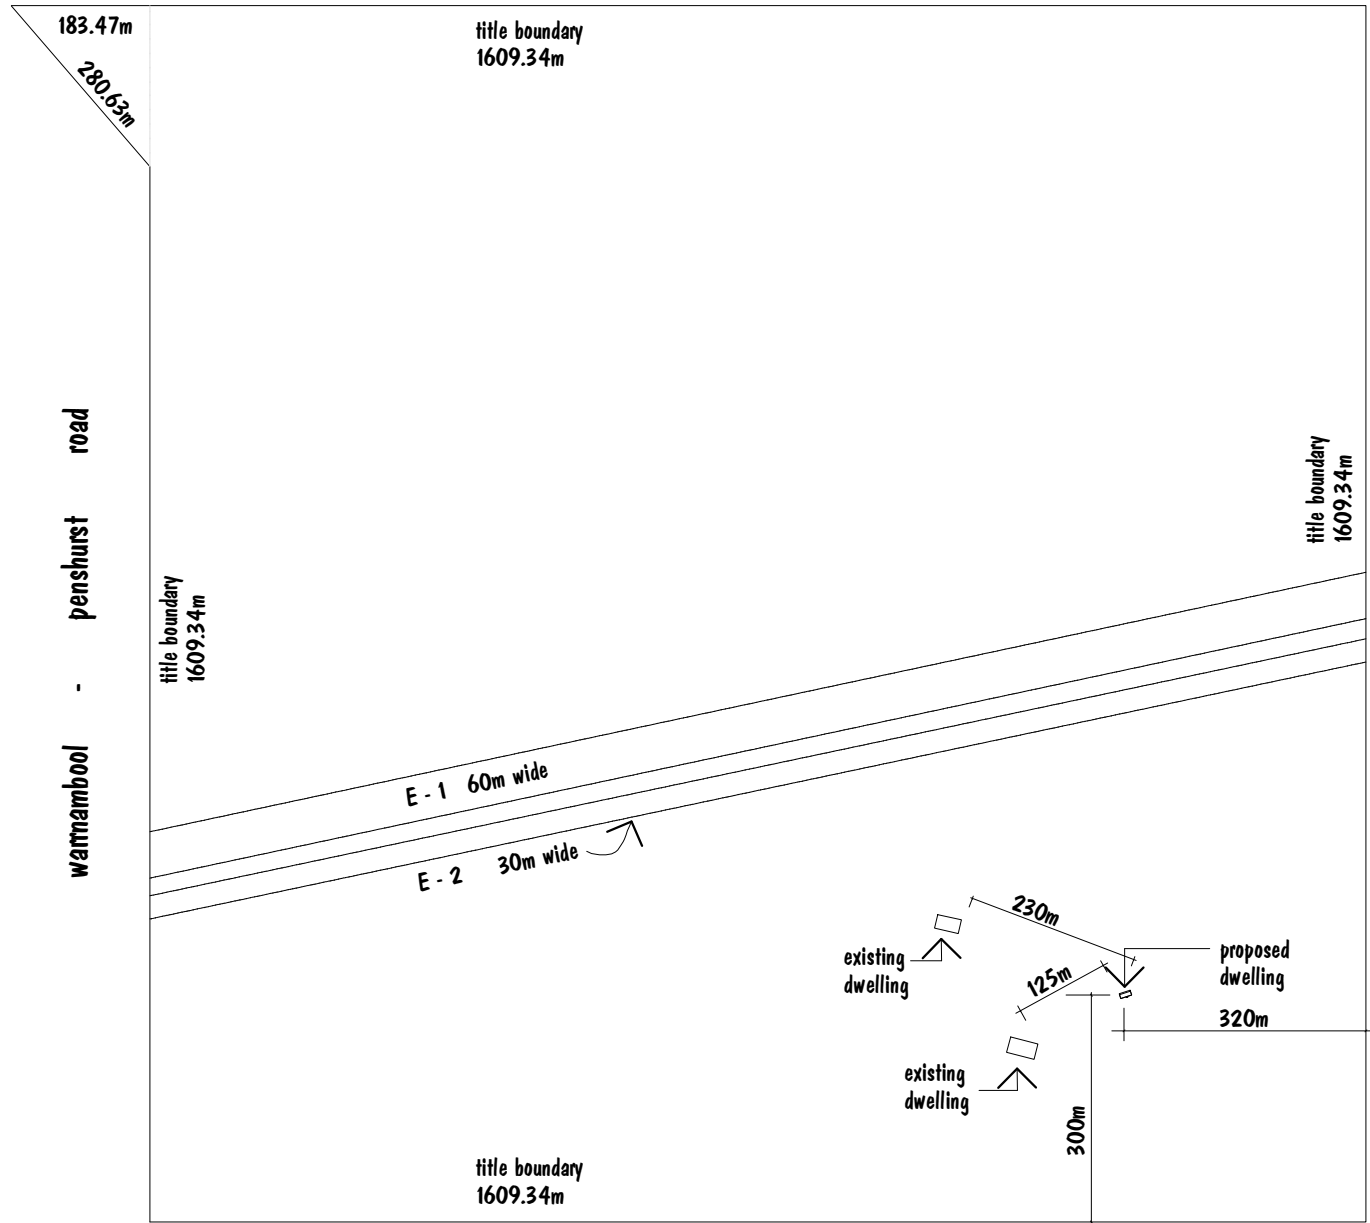 183.47m
title boundary
1609.34m
280.63m
warrnambool - penshurst road
title boundary
1609.34m
title boundary
1609.34m
E - 1 60m wide
E - 2 30m wide
230m
existing
dwelling
proposed
dwelling
125m
320m
existing
dwelling
300m
title boundary
1609.34m